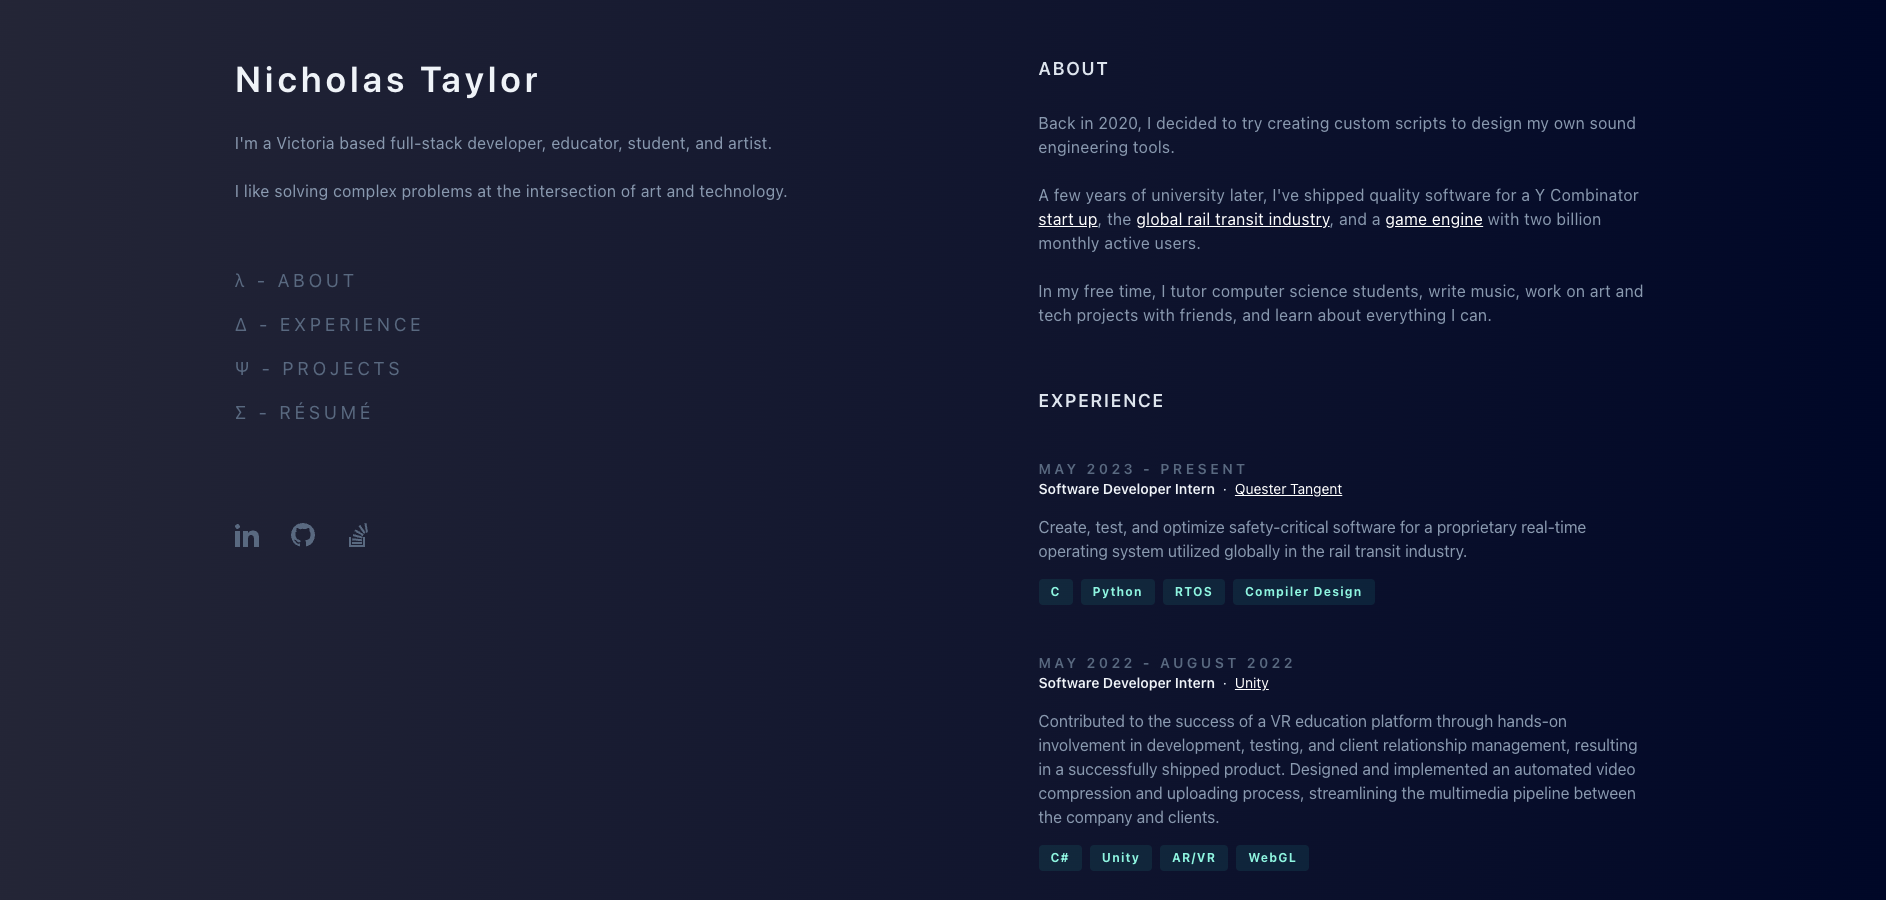 Nicholas Taylor
I'm a Victoria based full-stack developer, educator, student, and artist.
I like solving complex problems at the intersection of art and technology.
λ - ABOUT
Δ - EXPERIENCE
Ψ - PROJECTS
Σ - RÉSUMÉ
in
ABOUT
Back in 2020, I decided to try creating custom scripts to design my own sound
engineering tools.
A few years of university later, I've shipped quality software for a Y Combinator
start up, the global rail transit industry, and a game engine with two billion
monthly active users.
In my free time, I tutor computer science students, write music, work on art and
tech projects with friends, and learn about everything I can.
EXPERIENCE
MAY 2023 - PRESENT
Software Developer Intern · Quester Tangent
Create, test, and optimize safety-critical software for a proprietary real-time
operating system utilized globally in the rail transit industry.
C Python RTOS Compiler Design
MAY 2022 - AUGUST 2022
Software Developer Intern · Unity
Contributed to the success of a VR education platform through hands-on
involvement in development, testing, and client relationship management, resulting
in a successfully shipped product. Designed and implemented an automated video
compression and uploading process, streamlining the multimedia pipeline between
the company and clients.
C# Unity AR/VR WebGL